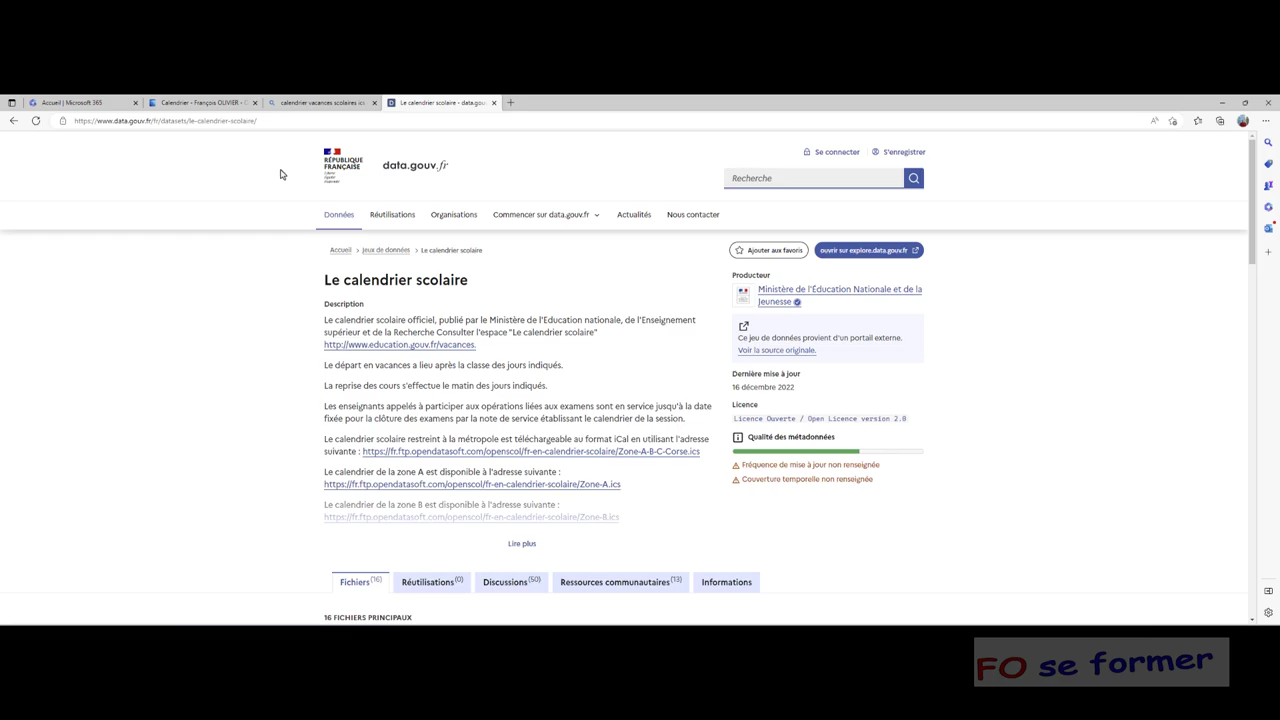 Accueil | Microsoft 365
Calendrier - François OLIVIER - O
calendrier vacances scolaires ics
Le calendrier scolaire - data.gouv
https://www.data.gouv.fr/fr/datasets/le-calendrier-scolaire/
RÉPUBLIQUE
FRANÇAISE
Liberté
Égalité
Fraternité
data.gouv.fr
Se connecter
S'enregistrer
Recherche
Données
Réutilisations
Organisations
Commencer sur data.gouv.fr
Actualités
Nous contacter
Accueil > Jeux de données > Le calendrier scolaire
Ajouter aux favoris
ouvrir sur explore.data.gouv.fr
Le calendrier scolaire
Description
Le calendrier scolaire officiel, publié par le Ministère de l'Education nationale, de l'Enseignement
supérieur et de la Recherche Consulter l'espace "Le calendrier scolaire"
http://www.education.gouv.fr/vacances.
Le départ en vacances a lieu après la classe des jours indiqués.
La reprise des cours s'effectue le matin des jours indiqués.
Les enseignants appelés à participer aux opérations liées aux examens sont en service jusqu'à la date
fixée pour la clôture des examens par la note de service établissant le calendrier de la session.
Le calendrier scolaire restreint à la métropole est téléchargeable au format iCal en utilisant l'adresse
suivante : https://fr.ftp.opendatasoft.com/openscol/fr-en-calendrier-scolaire/Zone-A-B-C-Corse.ics
Le calendrier de la zone A est disponible à l'adresse suivante :
https://fr.ftp.opendatasoft.com/openscol/fr-en-calendrier-scolaire/Zone-A.ics
Le calendrier de la zone B est disponible à l'adresse suivante :
https://fr.ftp.opendatasoft.com/openscol/fr-en-calendrier-scolaire/Zone-B.ics
Lire plus
Producteur
Ministère de l'Éducation Nationale et de la
Jeunesse
Ce jeu de données provient d'un portail externe.
Voir la source originale.
Dernière mise à jour
16 décembre 2022
Licence
Licence Ouverte / Open Licence version 2.0
Qualité des métadonnées
Fréquence de mise à jour non renseignée
Couverture temporelle non renseignée
Fichiers (16)
Réutilisations (0)
Discussions (50)
Ressources communautaires (13)
Informations
16 FICHIERS PRINCIPAUX
FO se former